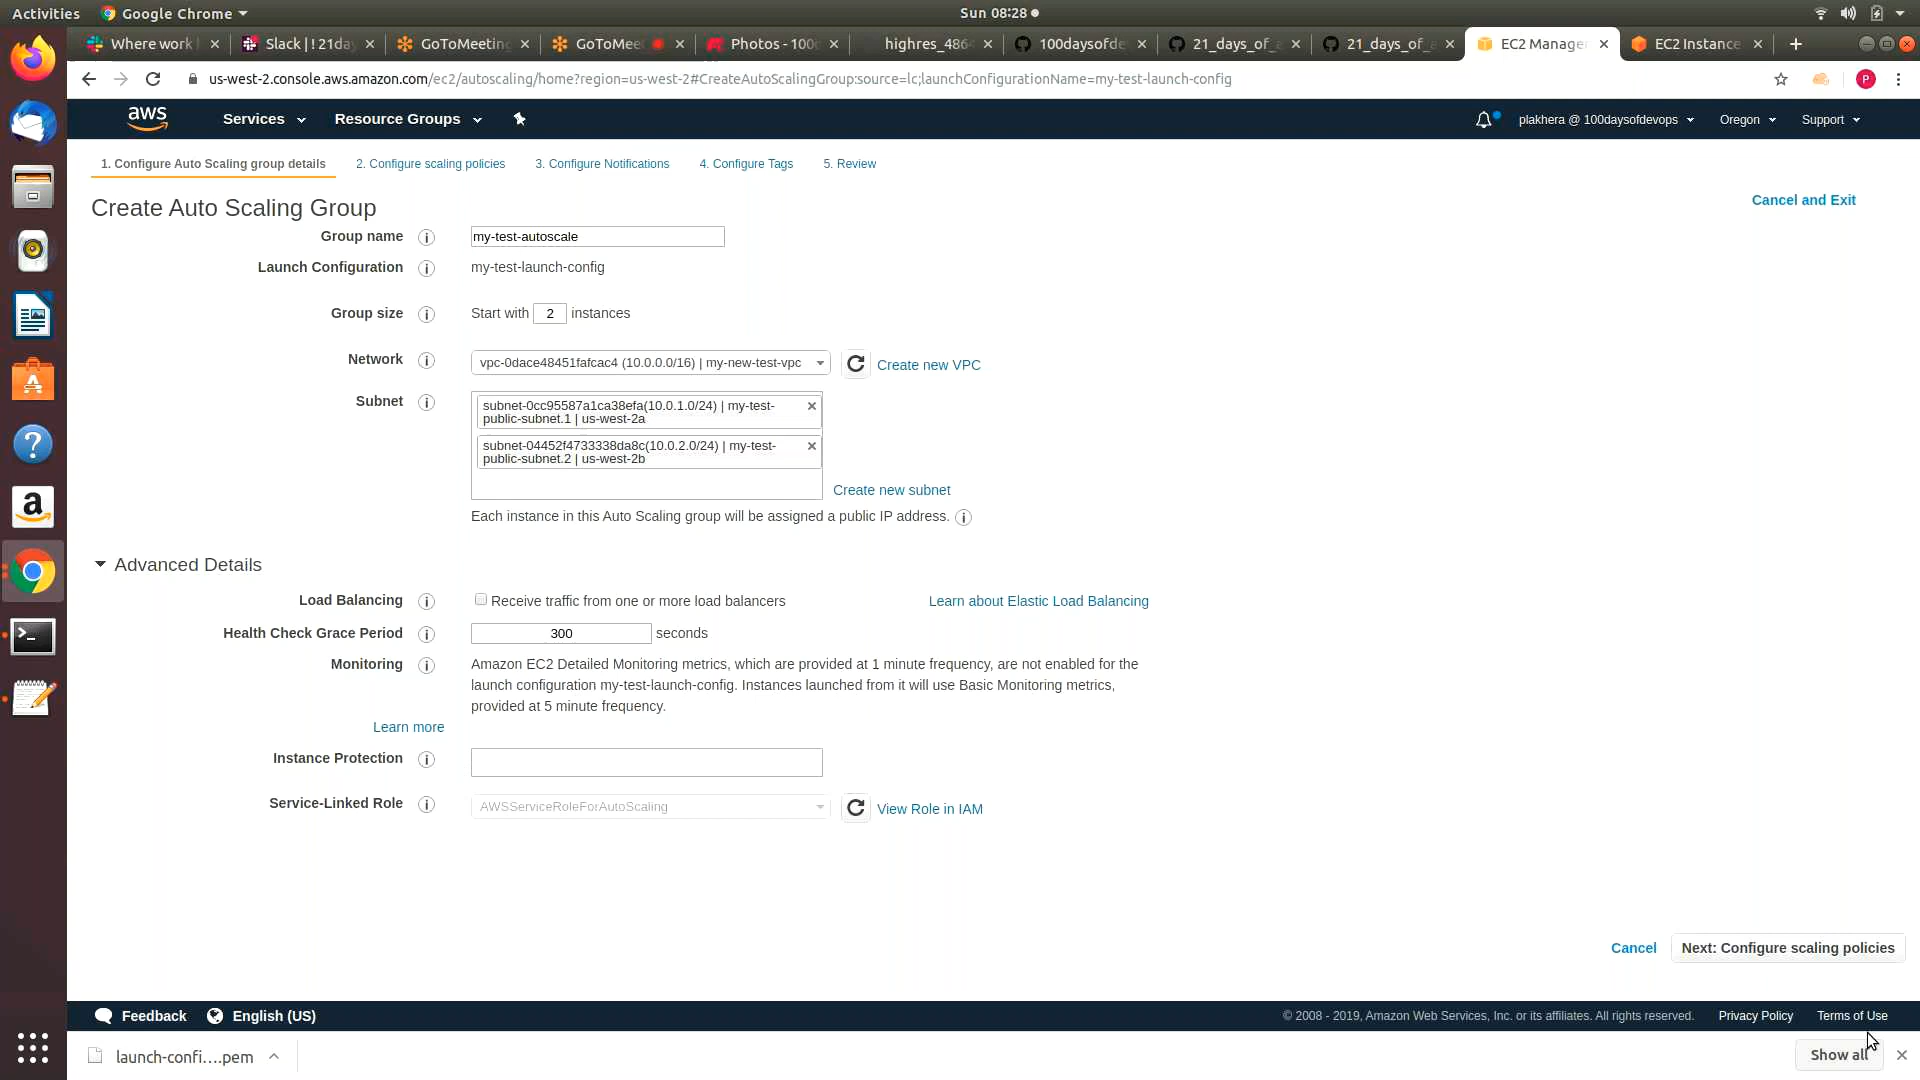 Activities
Google Chrome
Sun 08:28
Where work
Slack | ! 21da
GoToMeeting
GoToMee
Photos - 100
highres_486
100daysofde
21_days_of_a
21_days_of_a
EC2 Manage
EC2 Instance
us-west-2.console.aws.amazon.com/ec2/autoscaling/home?region=us-west-2#CreateAutoScalingGroup:source=lc;launchConfigurationName=my-test-launch-config
P
aws
Services
Resource Groups
plakhera @ 100daysofdevops
Oregon
Support
1. Configure Auto Scaling group details
2. Configure scaling policies
3. Configure Notifications
4. Configure Tags
5. Review
Create Auto Scaling Group
Cancel and Exit
Group name
my-test-autoscale
Launch Configuration
my-test-launch-config
Group size
Start with 2 instances
Network
vpc-0dace48451fafcac4 (10.0.0.0/16) | my-new-test-vpc
Create new VPC
Subnet
subnet-0cc95587a1ca38efa(10.0.1.0/24) | my-test-
public-subnet.1 | us-west-2a
subnet-04452f4733338da8c(10.0.2.0/24) | my-test-
public-subnet.2 | us-west-2b
Create new subnet
Each instance in this Auto Scaling group will be assigned a public IP address.
Advanced Details
Load Balancing
Receive traffic from one or more load balancers
Learn about Elastic Load Balancing
Health Check Grace Period
300 seconds
Monitoring
Amazon EC2 Detailed Monitoring metrics, which are provided at 1 minute frequency, are not enabled for the
launch configuration my-test-launch-config. Instances launched from it will use Basic Monitoring metrics,
provided at 5 minute frequency.
Learn more
Instance Protection
Service-Linked Role
AWSServiceRoleForAutoScaling
View Role in IAM
Cancel
Next: Configure scaling policies
Feedback
English (US)
© 2008 - 2019, Amazon Web Services, Inc. or its affiliates. All rights reserved.
Privacy Policy
Terms of Use
launch-confi....pem
Show all